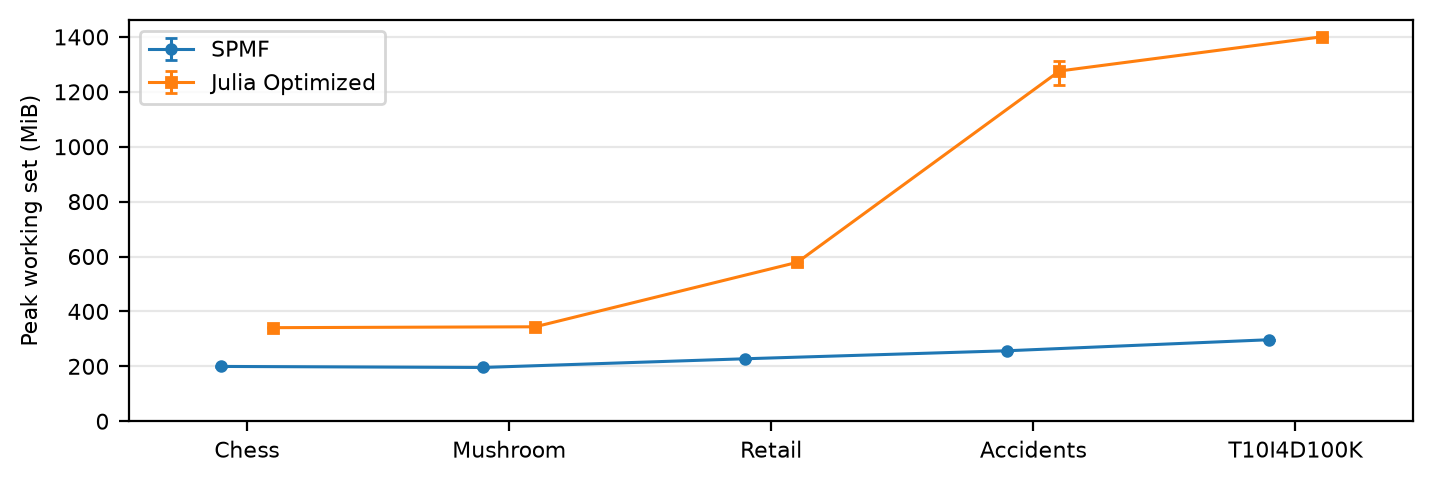 SPMF
Julia Optimized
Peak working set (MiB)
1400
1200
1000
800
600
400
200
0
Chess Mushroom Retail Accidents T10I4D100K